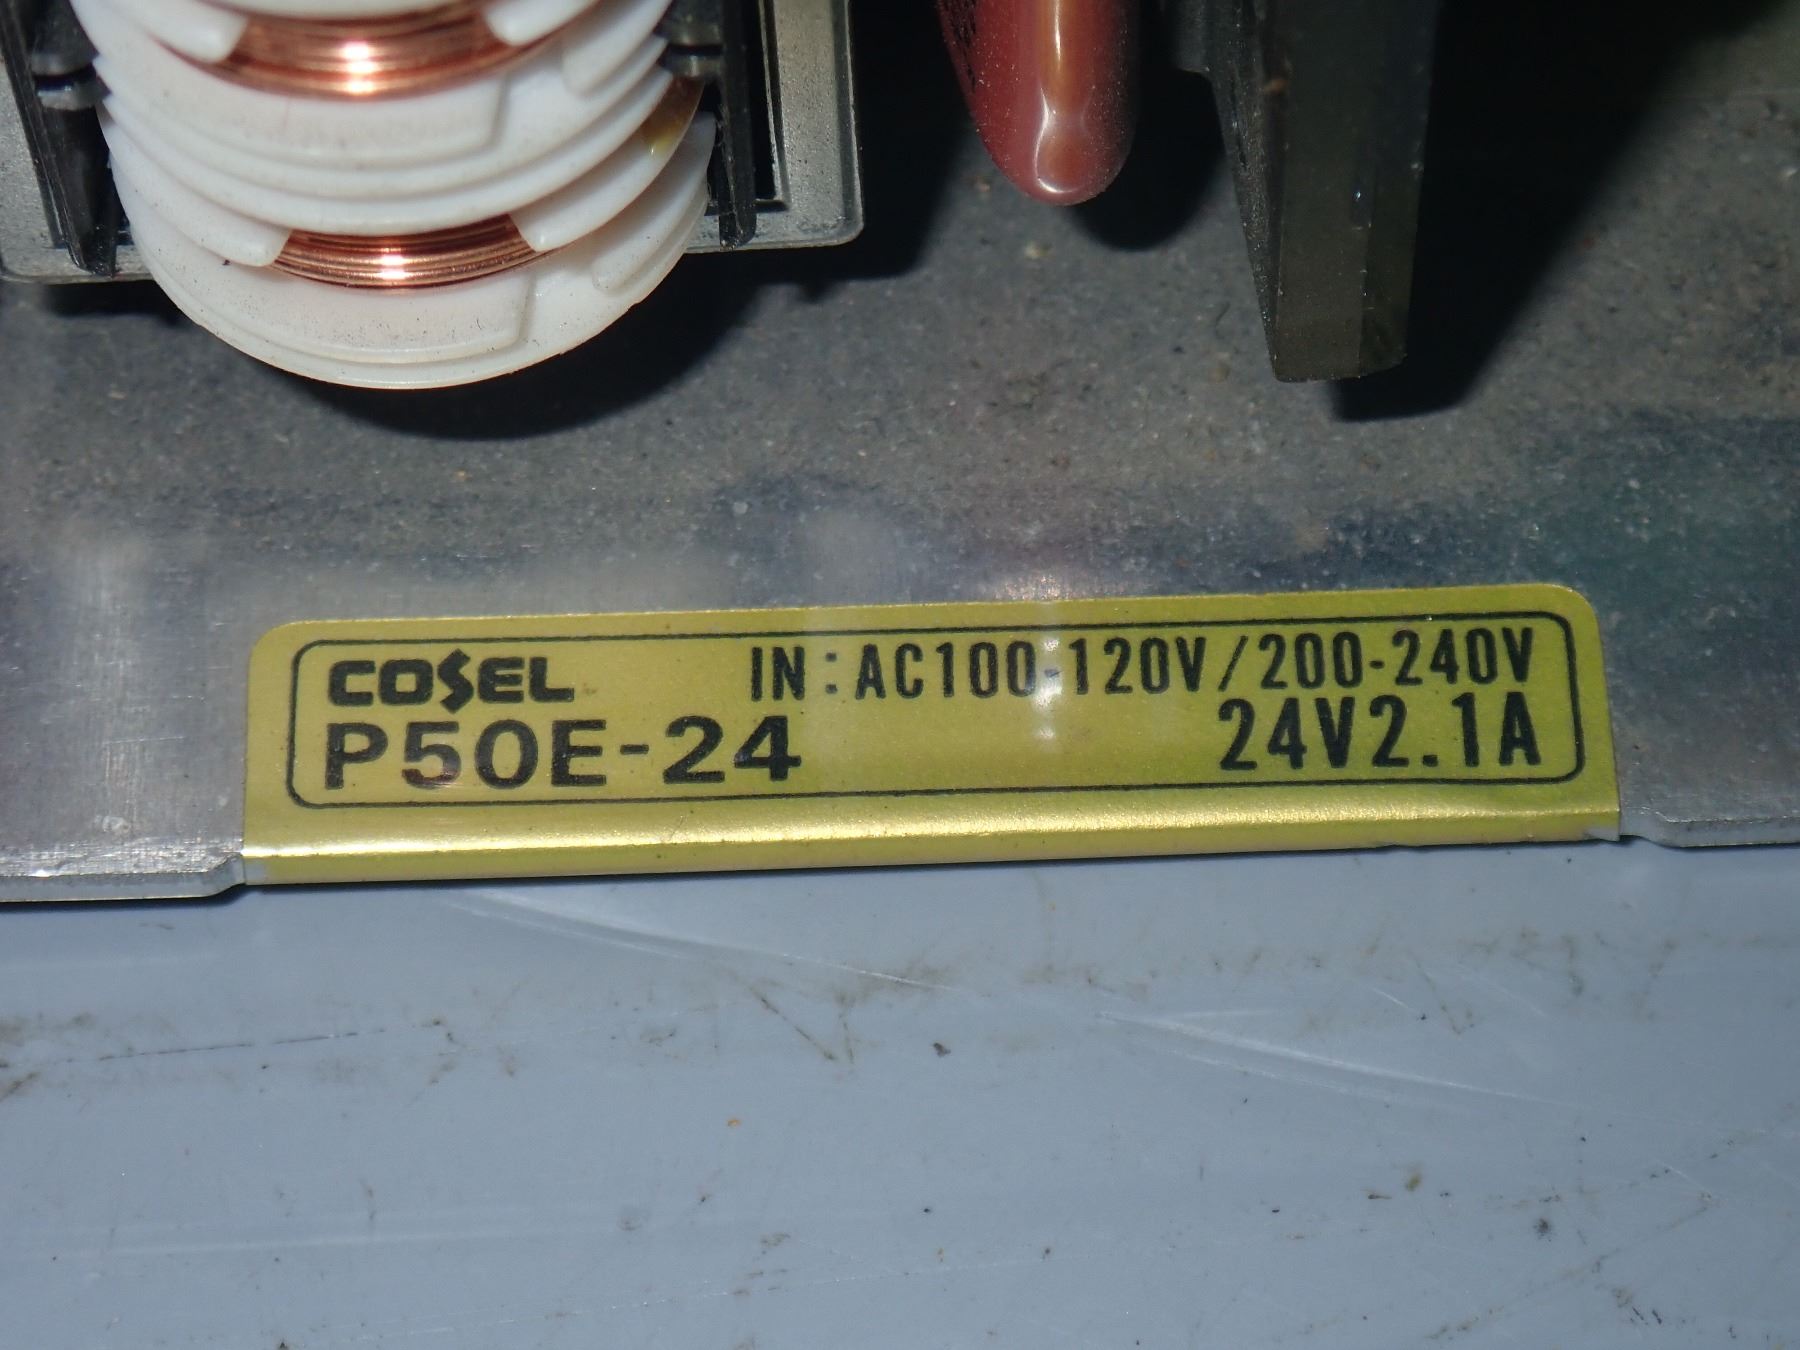 COSEL IN:AC100-120V/200-240V
P50E-24 24V2.1A